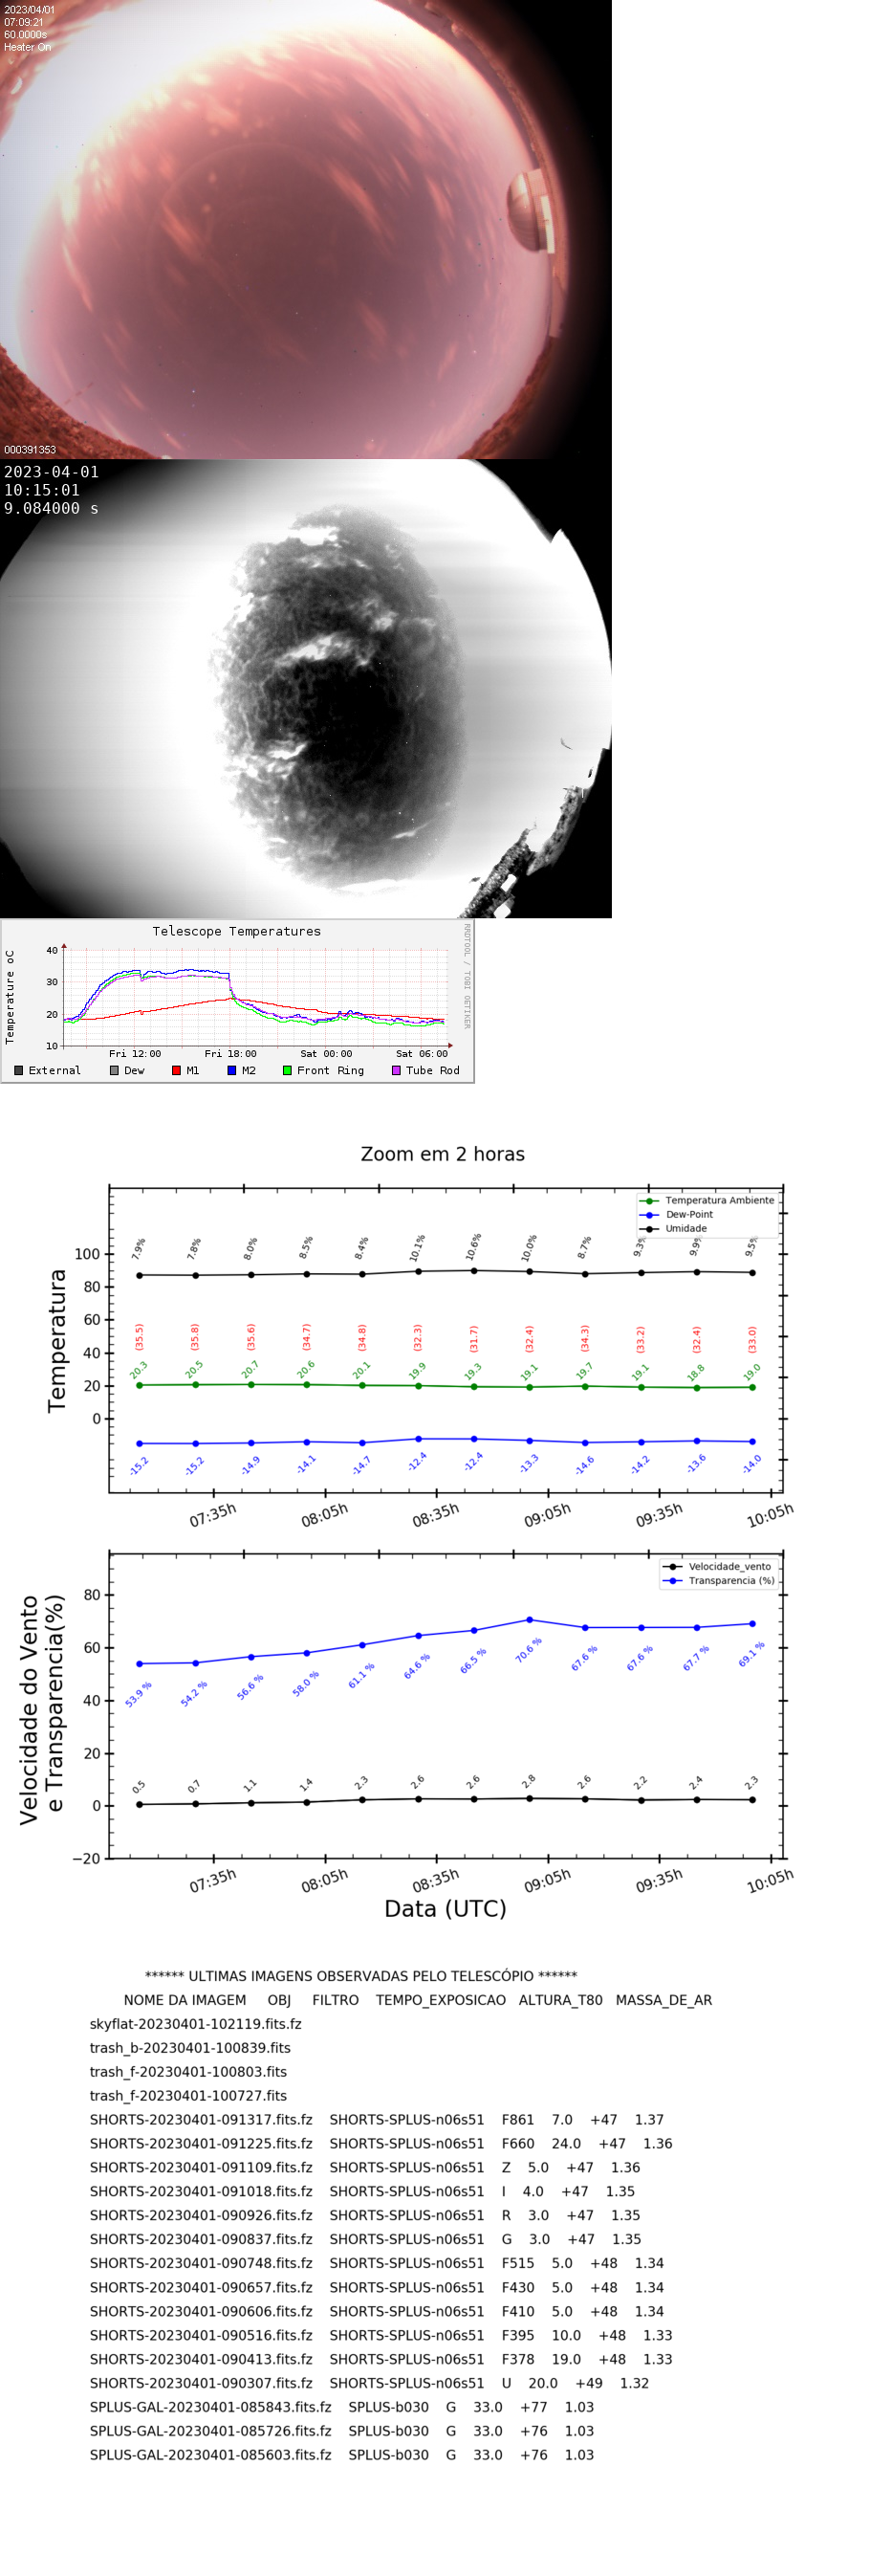 2023/04/01
07:09:21
60.0000s
Heater On
000391353
2023-04-01
10:15:01
9.084000 s
Telescope Temperatures
RRDTOOL / TOBI OETIKER
Temperature oC
40
30
20
10
Fri 12:00 Fri 18:00 Sat 00:00 Sat 06:00
External Dew M1 M2 Front Ring Tube Rod
Zoom em 2 horas
Temperatura Ambiente
Dew-Point
Umidade
Temperatura
100
80
60
40
20
0
7.9% 7.8% 8.0% 8.5% 8.4% 10.1% 10.6% 10.0% 8.7% 9.3% 9.9% 9.5%
(35.5) (35.8) (35.6) (34.7) (34.8) (32.3) (31.7) (32.4) (34.3) (33.2) (32.4) (33.0)
20.3 20.5 20.7 20.6 20.1 19.9 19.3 19.1 19.7 19.1 18.8 19.0
-15.2 -15.2 -14.9 -14.1 -14.7 -12.4 -12.4 -13.3 -14.6 -14.2 -13.6 -14.0
07:35h 08:05h 08:35h 09:05h 09:35h 10:05h
Velocidade_vento
Transparencia (%)
Velocidade do Vento
e Transparencia(%)
80
60
40
20
0
−20
53.9 % 54.2 % 56.6 % 58.0 % 61.1 % 64.6 % 66.5 % 70.6 % 67.6 % 67.6 % 67.7 % 69.1 %
0.5 0.7 1.1 1.4 2.3 2.6 2.6 2.8 2.6 2.2 2.4 2.3
07:35h 08:05h 08:35h 09:05h 09:35h 10:05h
Data (UTC)
****** ULTIMAS IMAGENS OBSERVADAS PELO TELESCÓPIO ******
NOME DA IMAGEM OBJ FILTRO TEMPO_EXPOSICAO ALTURA_T80 MASSA_DE_AR
skyflat-20230401-102119.fits.fz
trash_b-20230401-100839.fits
trash_f-20230401-100803.fits
trash_f-20230401-100727.fits
SHORTS-20230401-091317.fits.fz SHORTS-SPLUS-n06s51 F861 7.0 +47 1.37
SHORTS-20230401-091225.fits.fz SHORTS-SPLUS-n06s51 F660 24.0 +47 1.36
SHORTS-20230401-091109.fits.fz SHORTS-SPLUS-n06s51 Z 5.0 +47 1.36
SHORTS-20230401-091018.fits.fz SHORTS-SPLUS-n06s51 I 4.0 +47 1.35
SHORTS-20230401-090926.fits.fz SHORTS-SPLUS-n06s51 R 3.0 +47 1.35
SHORTS-20230401-090837.fits.fz SHORTS-SPLUS-n06s51 G 3.0 +47 1.35
SHORTS-20230401-090748.fits.fz SHORTS-SPLUS-n06s51 F515 5.0 +48 1.34
SHORTS-20230401-090657.fits.fz SHORTS-SPLUS-n06s51 F430 5.0 +48 1.34
SHORTS-20230401-090606.fits.fz SHORTS-SPLUS-n06s51 F410 5.0 +48 1.34
SHORTS-20230401-090516.fits.fz SHORTS-SPLUS-n06s51 F395 10.0 +48 1.33
SHORTS-20230401-090413.fits.fz SHORTS-SPLUS-n06s51 F378 19.0 +48 1.33
SHORTS-20230401-090307.fits.fz SHORTS-SPLUS-n06s51 U 20.0 +49 1.32
SPLUS-GAL-20230401-085843.fits.fz SPLUS-b030 G 33.0 +77 1.03
SPLUS-GAL-20230401-085726.fits.fz SPLUS-b030 G 33.0 +76 1.03
SPLUS-GAL-20230401-085603.fits.fz SPLUS-b030 G 33.0 +76 1.03